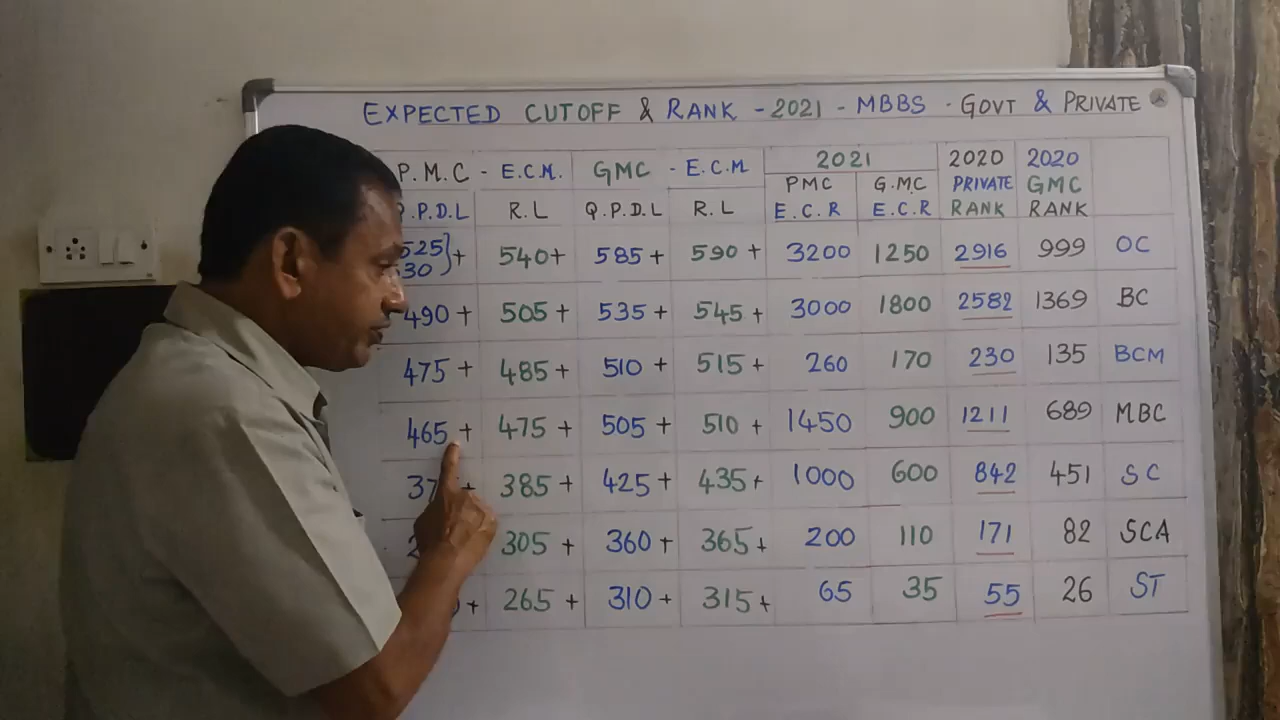 EXPECTED CUTOFF & RANK - 2021 - MBBS - GOVT & PRIVATE
P.M.C - E.C.M. GMC - E.C.M 2021 2020 2020
PMC G.M.C PRIVATE GMC
.P.D.L R.L Q.P.D.L R.L E.C.R E.C.R RANK RANK
525 30}+ 540+ 585+ 590+ 3200 1250 2916 999 OC
490+ 505+ 535+ 545+ 3000 1800 2582 1369 BC
475+ 485+ 510+ 515+ 260 170 230 135 BCM
465+ 475+ 505+ 510+ 1450 900 1211 689 MBC
385+ 425+ 435+ 1000 600 842 451 SC
305+ 360+ 365+ 200 110 171 82 SCA
+ 265+ 310+ 315+ 65 35 55 26 ST